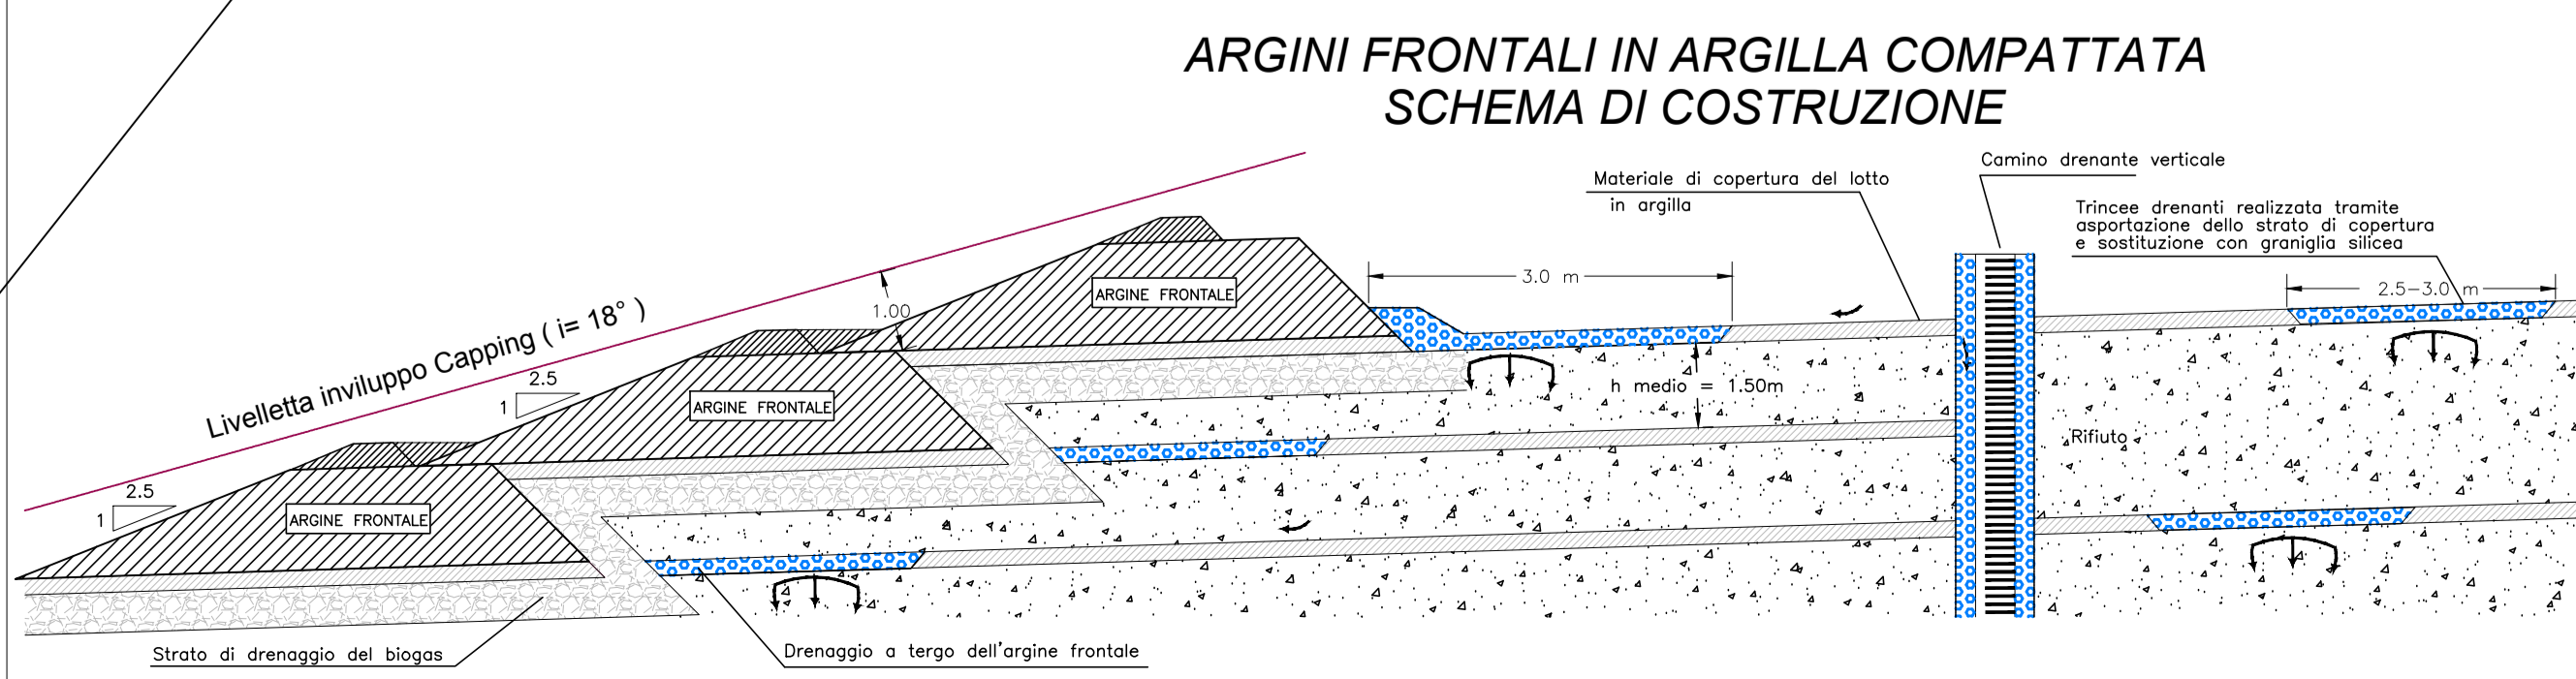 ARGINI FRONTALI IN ARGILLA COMPATTATA
SCHEMA DI COSTRUZIONE
Camino drenante verticale
Materiale di copertura del lotto
in argilla
Trincee drenanti realizzata tramite
asportazione dello strato di copertura
e sostituzione con graniglia silicea
3.0 m
2.5-3.0 m
ARGINE FRONTALE
1.00
Livelletta inviluppo Capping ( i= 18° )
2.5
1
h medio = 1.50m
ARGINE FRONTALE
Rifiuto
2.5
1
ARGINE FRONTALE
Strato di drenaggio del biogas
Drenaggio a tergo dell'argine frontale